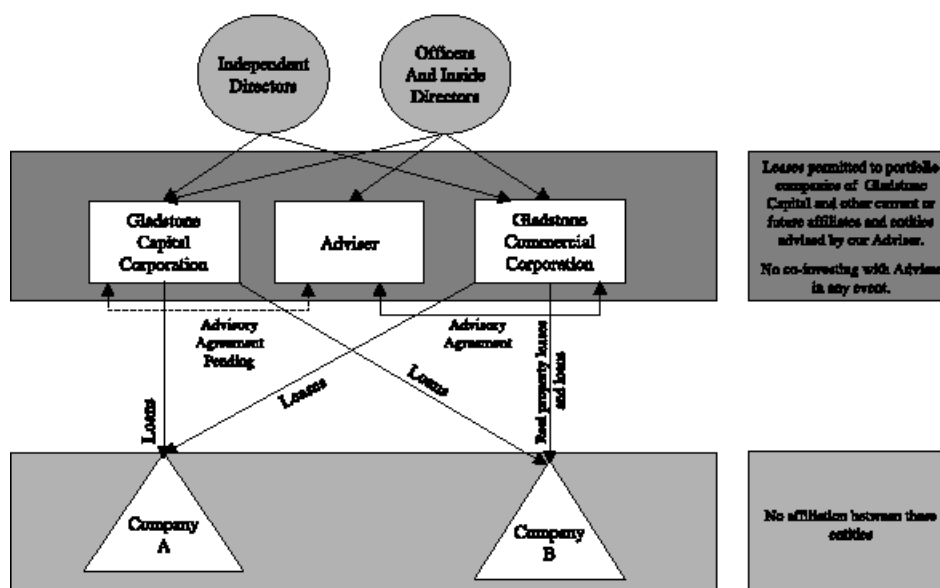 Independent
Directors
Officers
And Inside
Directors
Leases permitted to portfolio
companies of Gladstone
Capital and other current or
future affiliates and entities
advised by our Adviser.
No co-investing with Adviser
in any event.
Gladstone
Capital
Corporation
Adviser
Gladstone
Commercial
Corporation
Advisory
Agreement
Pending
Advisory
Agreement
Loans
Leases
Loans
Real property leases
and loans
Company
A
Company
B
No affiliation between these
entities